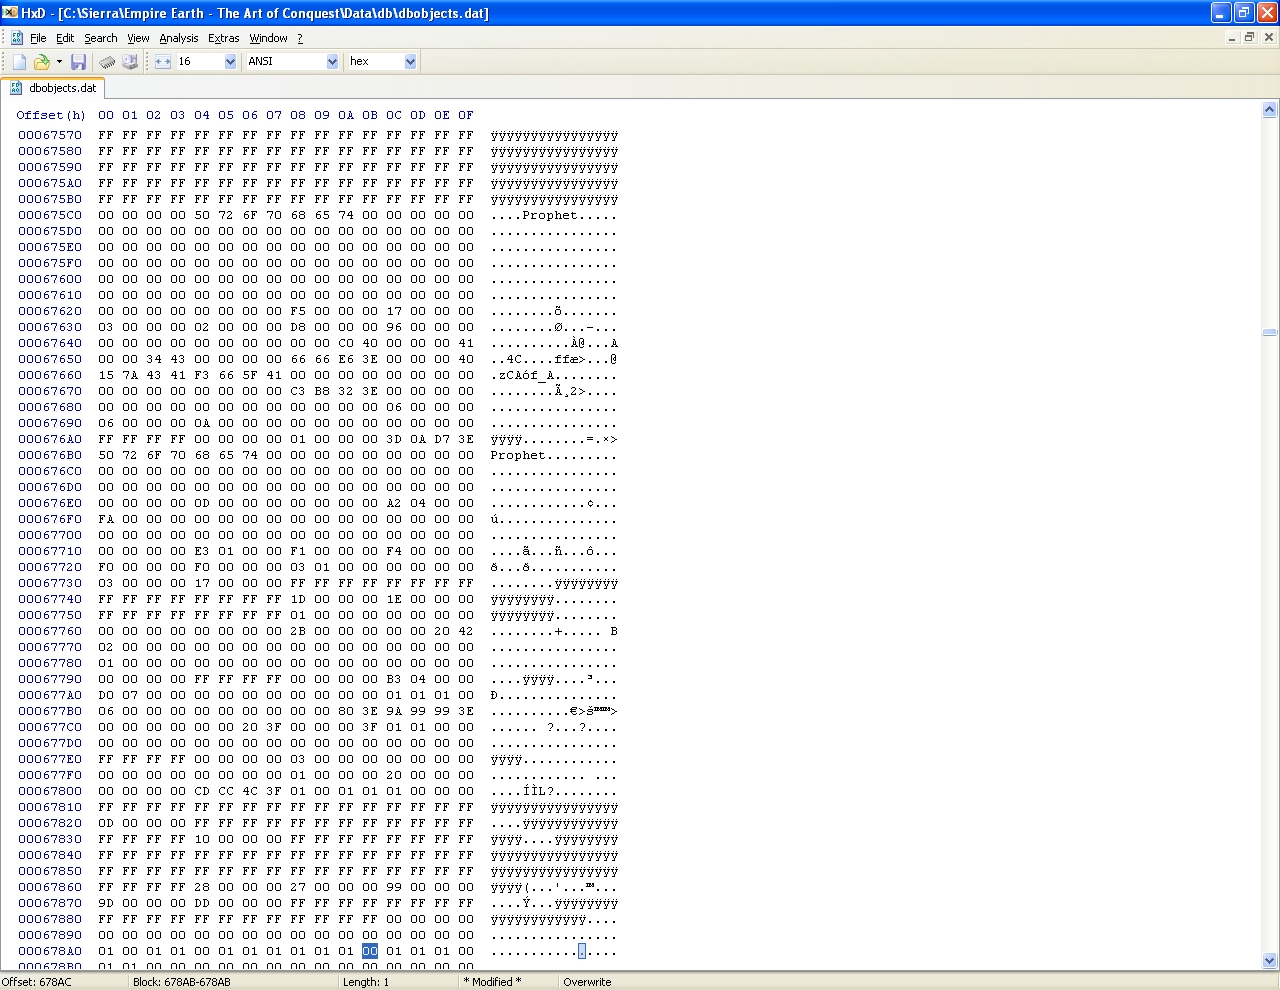 HxD - [C:\Sierra\Empire Earth - The Art of Conquest\Data\db\dbobjects.dat]
File Edit Search View Analysis Extras Window ?
16 ANSI hex
dbobjects.dat
Offset(h) 00 01 02 03 04 05 06 07 08 09 0A 0B 0C 0D 0E 0F
00067570 FF FF FF FF FF FF FF FF FF FF FF FF FF FF FF FF ÿÿÿÿÿÿÿÿÿÿÿÿÿÿÿÿ
00067580 FF FF FF FF FF FF FF FF FF FF FF FF FF FF FF FF ÿÿÿÿÿÿÿÿÿÿÿÿÿÿÿÿ
00067590 FF FF FF FF FF FF FF FF FF FF FF FF FF FF FF FF ÿÿÿÿÿÿÿÿÿÿÿÿÿÿÿÿ
000675A0 FF FF FF FF FF FF FF FF FF FF FF FF FF FF FF FF ÿÿÿÿÿÿÿÿÿÿÿÿÿÿÿÿ
000675B0 FF FF FF FF FF FF FF FF FF FF FF FF FF FF FF FF ÿÿÿÿÿÿÿÿÿÿÿÿÿÿÿÿ
000675C0 00 00 00 00 50 72 6F 70 68 65 74 00 00 00 00 00 ....Prophet.....
000675D0 00 00 00 00 00 00 00 00 00 00 00 00 00 00 00 00 ................
000675E0 00 00 00 00 00 00 00 00 00 00 00 00 00 00 00 00 ................
000675F0 00 00 00 00 00 00 00 00 00 00 00 00 00 00 00 00 ................
00067600 00 00 00 00 00 00 00 00 00 00 00 00 00 00 00 00 ................
00067610 00 00 00 00 00 00 00 00 00 00 00 00 00 00 00 00 ................
00067620 00 00 00 00 00 00 00 00 F5 00 00 00 17 00 00 00 ........õ.......
00067630 03 00 00 00 02 00 00 00 D8 00 00 00 96 00 00 00 ........Ø...–...
00067640 00 00 00 00 00 00 00 00 00 00 C0 40 00 00 00 41 ..........À@...A
00067650 00 00 34 43 00 00 00 00 66 66 E6 3E 00 00 00 40 ..4C....ffæ>...@
00067660 15 7A 43 41 F3 66 5F 41 00 00 00 00 00 00 00 00 .zCAóf_A........
00067670 00 00 00 00 00 00 00 00 C3 B8 32 3E 00 00 00 00 ........Ã¸2>....
00067680 00 00 00 00 00 00 00 00 00 00 00 00 06 00 00 00 ................
00067690 06 00 00 00 0A 00 00 00 00 00 00 00 00 00 00 00 ................
000676A0 FF FF FF FF 00 00 00 00 01 00 00 00 3D 0A D7 3E ÿÿÿÿ........=.×>
000676B0 50 72 6F 70 68 65 74 00 00 00 00 00 00 00 00 00 Prophet.........
000676C0 00 00 00 00 00 00 00 00 00 00 00 00 00 00 00 00 ................
000676D0 00 00 00 00 00 00 00 00 00 00 00 00 00 00 00 00 ................
000676E0 00 00 00 00 0D 00 00 00 00 00 00 00 A2 04 00 00 ............¢...
000676F0 FA 00 00 00 00 00 00 00 00 00 00 00 00 00 00 00 ú...............
00067700 00 00 00 00 00 00 00 00 00 00 00 00 00 00 00 00 ................
00067710 00 00 00 00 E3 01 00 00 F1 00 00 00 F4 00 00 00 ....ã...ñ...ô...
00067720 F0 00 00 00 F0 00 00 00 03 01 00 00 00 00 00 00 ð...ð...........
00067730 03 00 00 00 17 00 00 00 FF FF FF FF FF FF FF FF ........ÿÿÿÿÿÿÿÿ
00067740 FF FF FF FF FF FF FF FF 1D 00 00 00 1E 00 00 00 ÿÿÿÿÿÿÿÿ........
00067750 FF FF FF FF FF FF FF FF 01 00 00 00 00 00 00 00 ÿÿÿÿÿÿÿÿ........
00067760 00 00 00 00 00 00 00 00 2B 00 00 00 00 00 20 42 ........+..... B
00067770 02 00 00 00 00 00 00 00 00 00 00 00 00 00 00 00 ................
00067780 01 00 00 00 00 00 00 00 00 00 00 00 00 00 00 00 ................
00067790 00 00 00 00 FF FF FF FF 00 00 00 00 B3 04 00 00 ....ÿÿÿÿ....³...
000677A0 D0 07 00 00 00 00 00 00 00 00 00 00 01 01 01 00 Ð...............
000677B0 06 00 00 00 00 00 00 00 00 00 80 3E 9A 99 99 3E ..........€>š™™>
000677C0 00 00 00 00 00 00 20 3F 00 00 00 3F 01 01 00 00 ...... ?...?....
000677D0 00 00 00 00 00 00 00 00 00 00 00 00 00 00 00 00 ................
000677E0 FF FF FF FF 00 00 00 00 03 00 00 00 00 00 00 00 ÿÿÿÿ............
000677F0 00 00 00 00 00 00 00 00 01 00 00 00 20 00 00 00 ............ ...
00067800 00 00 00 00 CD CC 4C 3F 01 00 01 01 01 00 00 00 ....ÍÌL?........
00067810 FF FF FF FF FF FF FF FF FF FF FF FF FF FF FF FF ÿÿÿÿÿÿÿÿÿÿÿÿÿÿÿÿ
00067820 0D 00 00 00 FF FF FF FF FF FF FF FF FF FF FF FF ....ÿÿÿÿÿÿÿÿÿÿÿÿ
00067830 FF FF FF FF 10 00 00 00 FF FF FF FF FF FF FF FF ÿÿÿÿ....ÿÿÿÿÿÿÿÿ
00067840 FF FF FF FF FF FF FF FF FF FF FF FF FF FF FF FF ÿÿÿÿÿÿÿÿÿÿÿÿÿÿÿÿ
00067850 FF FF FF FF FF FF FF FF FF FF FF FF FF FF FF FF ÿÿÿÿÿÿÿÿÿÿÿÿÿÿÿÿ
00067860 FF FF FF FF 28 00 00 00 27 00 00 00 99 00 00 00 ÿÿÿÿ(...'...™...
00067870 9D 00 00 00 DD 00 00 00 FF FF FF FF FF FF FF FF ....Ý...ÿÿÿÿÿÿÿÿ
00067880 FF FF FF FF FF FF FF FF FF FF FF FF 00 00 00 00 ÿÿÿÿÿÿÿÿÿÿÿÿ....
00067890 00 00 00 00 00 00 00 00 00 00 00 00 00 00 00 00 ................
000678A0 01 00 01 01 00 01 01 01 01 01 01 00 01 01 01 00 ................
000678B0 01 01 00 00 00 00 00 00 00 00 00 00 00 00 00 00
Offset: 678AC Block: 678AB-678AB Length: 1 * Modified * Overwrite